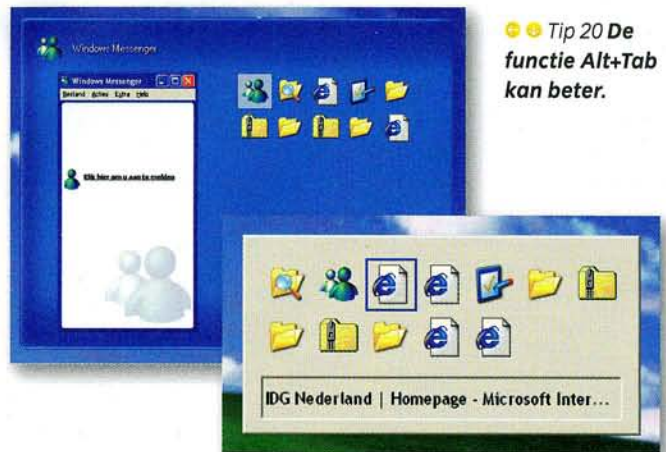 Windows Messenger
Windows Messenger
Bestand Acties Extra Help
Klik hier om u aan te melden
Tip 20 De
functie Alt+Tab
kan beter.
IDG Nederland | Homepage - Microsoft Inter...